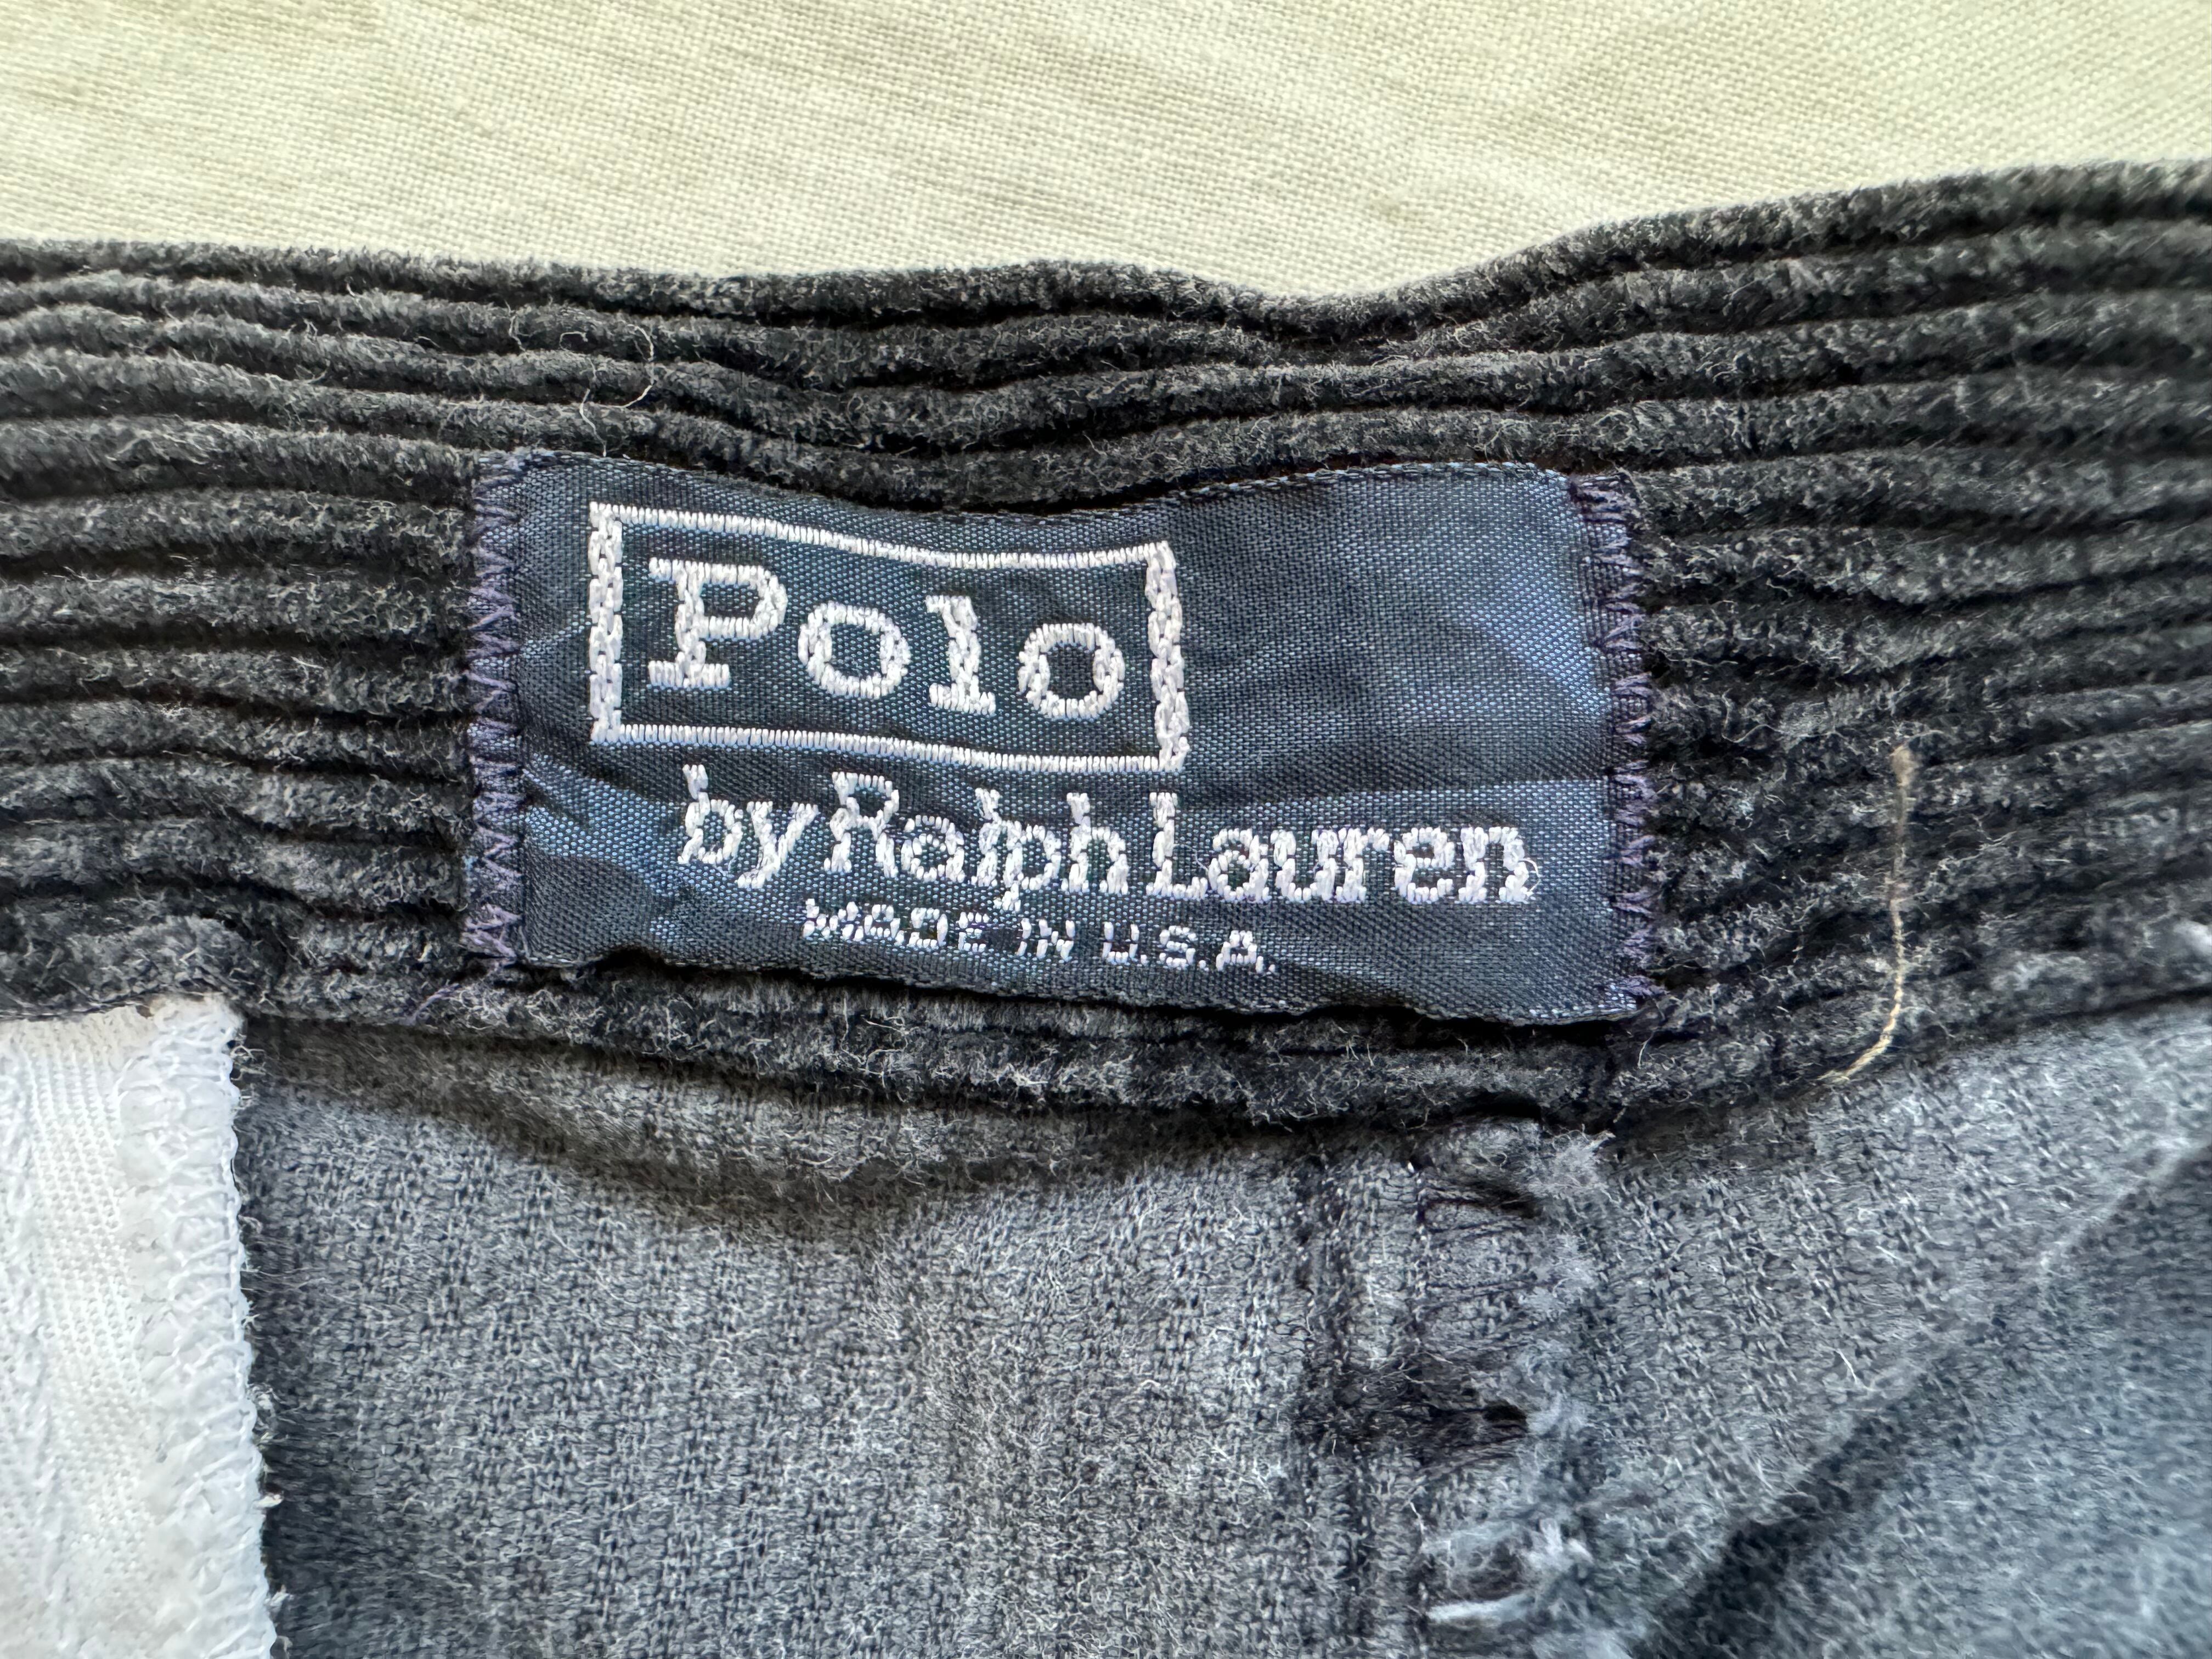 Polo
by Ralph Lauren
MADE IN U.S.A.